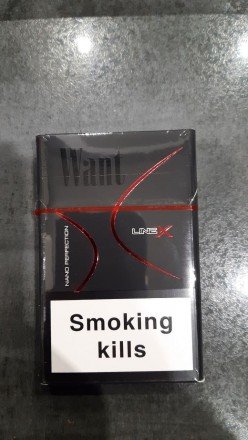 Want
LINE X
NANO PERFECTION
Smoking
kills